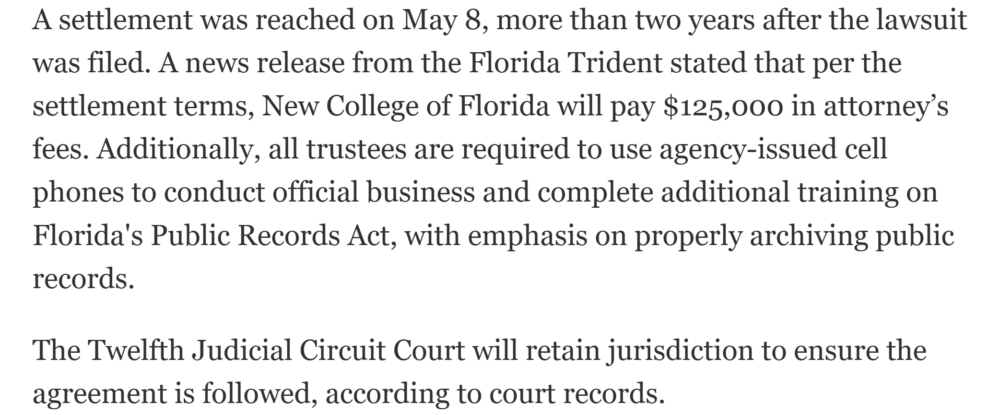 A settlement was reached on May 8, more than two years after the lawsuit
was filed. A news release from the Florida Trident stated that per the
settlement terms, New College of Florida will pay $125,000 in attorney’s
fees. Additionally, all trustees are required to use agency-issued cell
phones to conduct official business and complete additional training on
Florida's Public Records Act, with emphasis on properly archiving public
records.
The Twelfth Judicial Circuit Court will retain jurisdiction to ensure the
agreement is followed, according to court records.